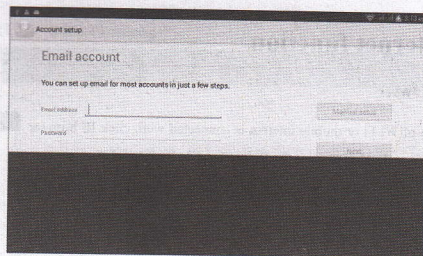 Account setup
Email account
You can set up email for most accounts in just a few steps.
Email address
Manual setup
Password
Next